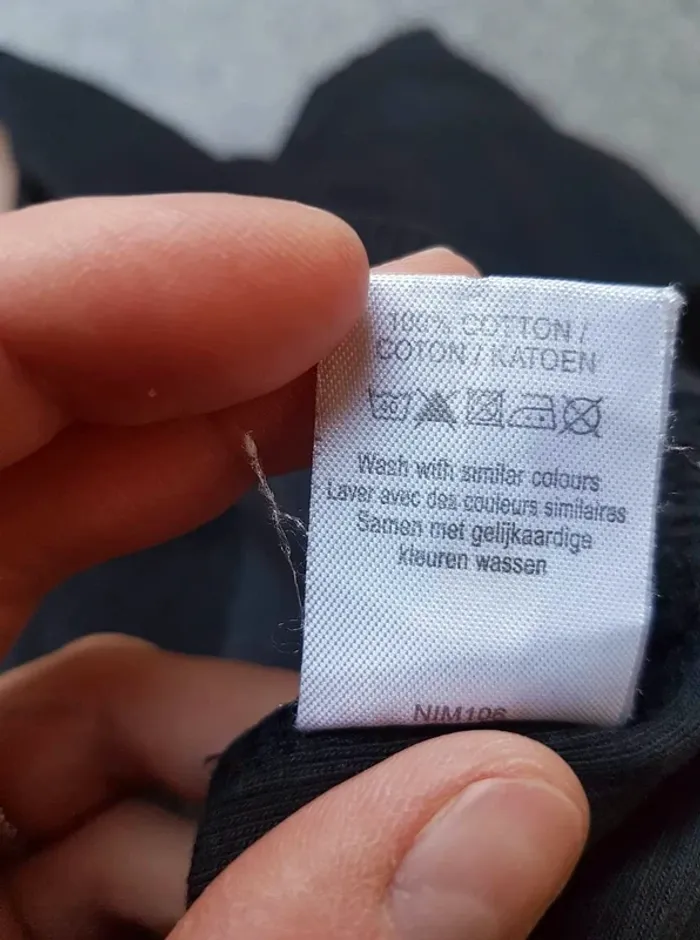 100% COTTON /
COTON / KATOEN
Wash with similar colours
Laver avec des couleurs similaires
Samen met gelijkaardige
kleuren wassen
NIM106